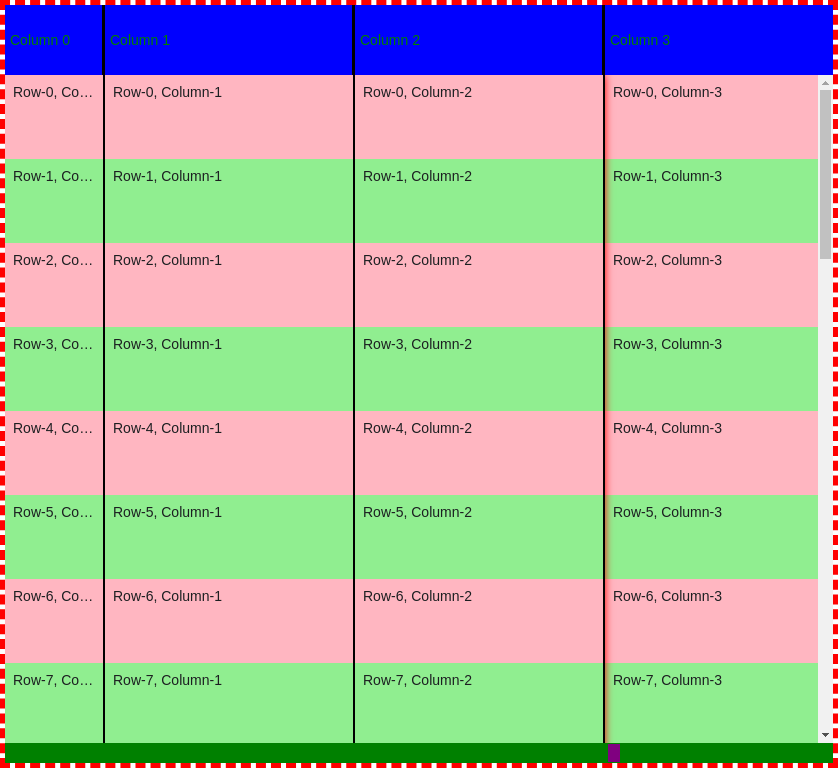 Column 0 Column 1 Column 2 Column 3
Row-0, Co... Row-0, Column-1 Row-0, Column-2 Row-0, Column-3
Row-1, Co... Row-1, Column-1 Row-1, Column-2 Row-1, Column-3
Row-2, Co... Row-2, Column-1 Row-2, Column-2 Row-2, Column-3
Row-3, Co... Row-3, Column-1 Row-3, Column-2 Row-3, Column-3
Row-4, Co... Row-4, Column-1 Row-4, Column-2 Row-4, Column-3
Row-5, Co... Row-5, Column-1 Row-5, Column-2 Row-5, Column-3
Row-6, Co... Row-6, Column-1 Row-6, Column-2 Row-6, Column-3
Row-7, Co... Row-7, Column-1 Row-7, Column-2 Row-7, Column-3